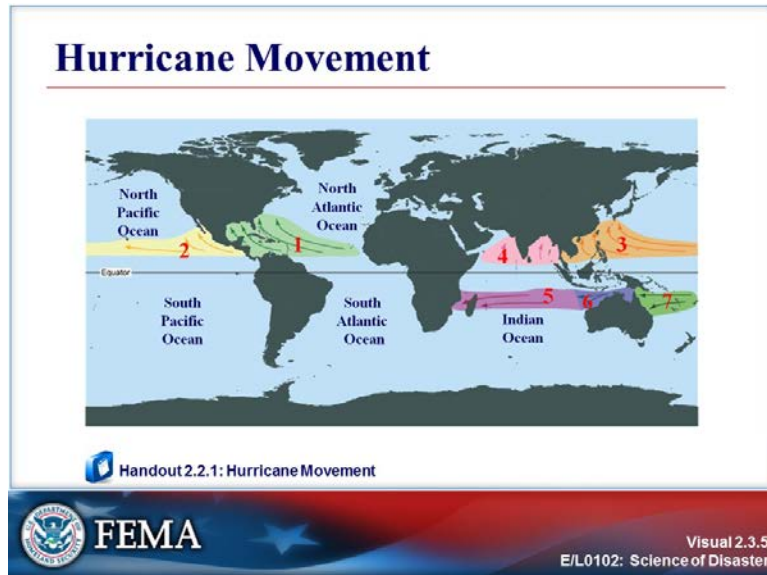 Hurricane Movement
North
Pacific
Ocean
North
Atlantic
Ocean
2
1
4
3
Equator
5
6
7
South
Pacific
Ocean
South
Atlantic
Ocean
Indian
Ocean
Handout 2.2.1: Hurricane Movement
FEMA
Visual 2.3.5
E/L0102: Science of Disaster